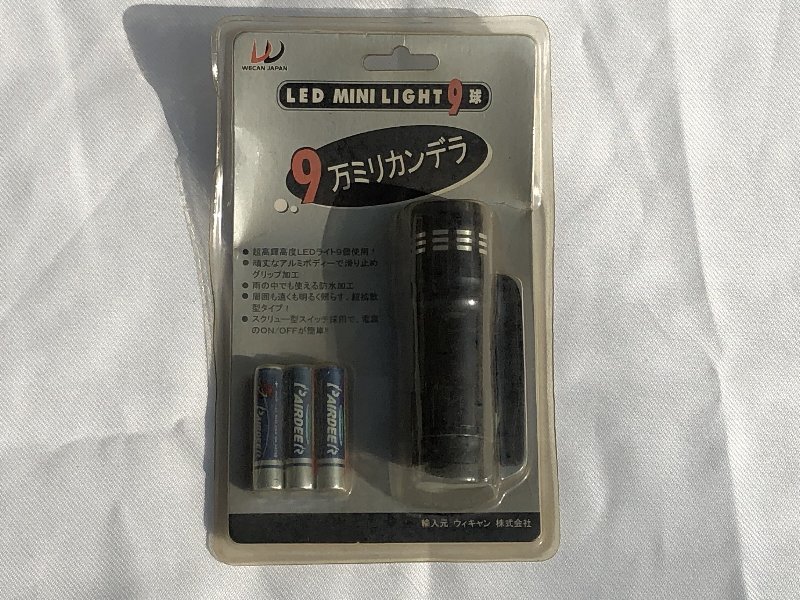 WECAN JAPAN
LED MINI LIGHT 9球
9万ミリカンデラ
● 超高輝高度LEDライト9個使用!
● 頑丈なアルミボディーで滑り止め
グリップ加工
● 雨の中でも使える防水加工
● 周囲も遠くも明るく照らす、超拡散
型タイプ!
● スクリュー型スイッチ採用で、電源
のON/OFFが簡単!!
PAIRDEER
PAIRDEER
PAIRDEER
輸入元 ウィキャン 株式会社